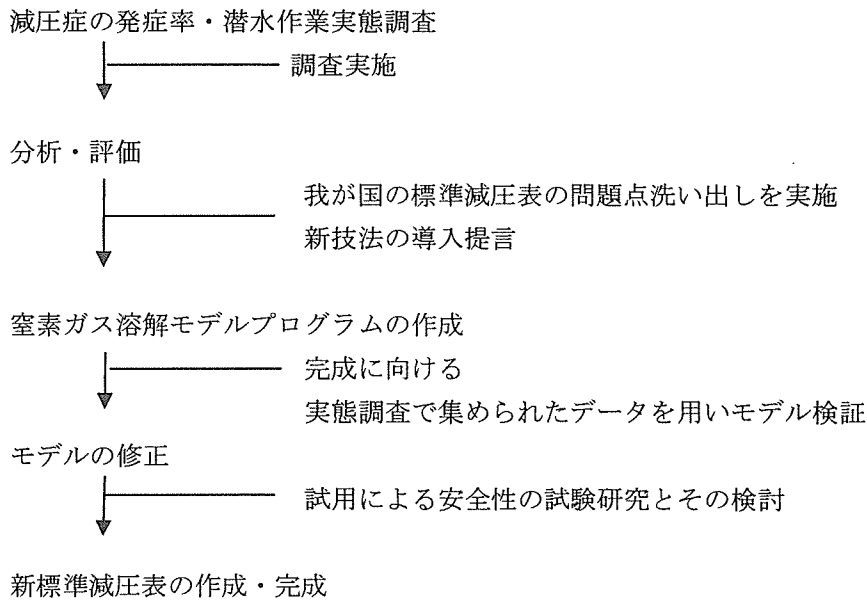 減圧症の発症率・潜水作業実態調査
調査実施
分析・評価
我が国の標準減圧表の問題点洗い出しを実施
新技法の導入提言
窒素ガス溶解モデルプログラムの作成
完成に向ける
実態調査で集められたデータを用いモデル検証
モデルの修正
試用による安全性の試験研究とその検討
新標準減圧表の作成・完成